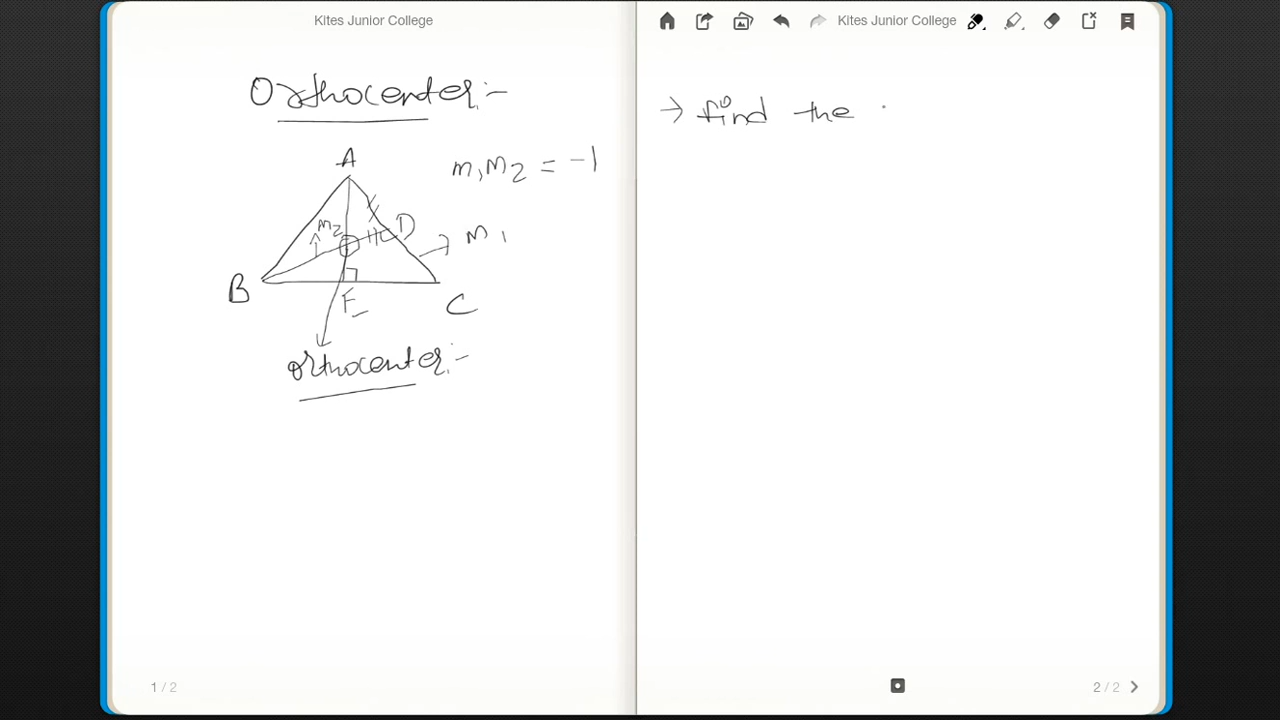 Kites Junior College
Orthocenter:-
A
m1m2 = -1
m2
D
m1
B
E
C
orthocenter:-
1 / 2
Kites Junior College
→ find the
2 / 2